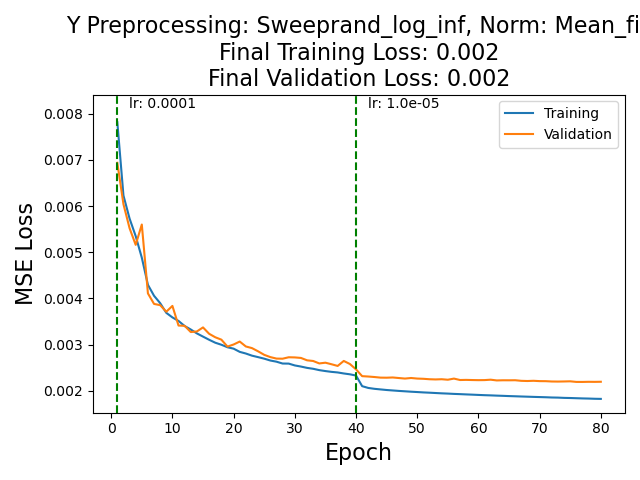 Y Preprocessing: Sweeprand_log_inf, Norm: Mean_fi
Final Training Loss: 0.002
Final Validation Loss: 0.002
lr: 0.0001
lr: 1.0e-05
Training
Validation
0.008
0.007
0.006
0.005
0.004
0.003
0.002
MSE Loss
0 10 20 30 40 50 60 70 80
Epoch